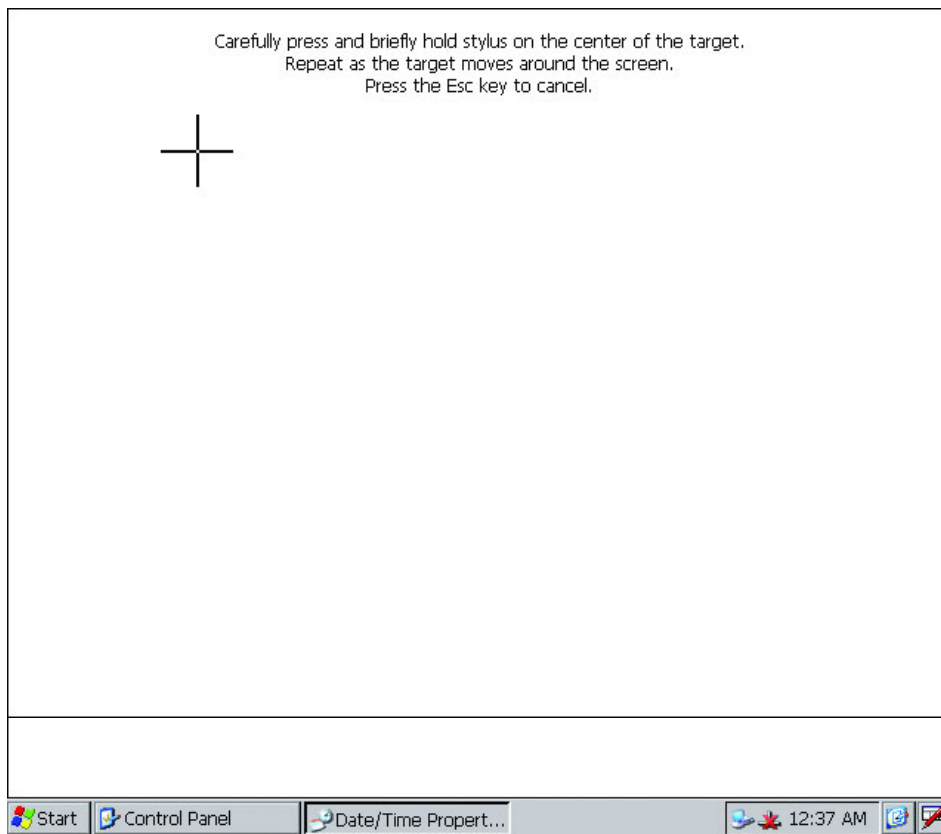 Carefully press and briefly hold stylus on the center of the target.
Repeat as the target moves around the screen.
Press the Esc key to cancel.
Start Control Panel Date/Time Propert... 12:37 AM